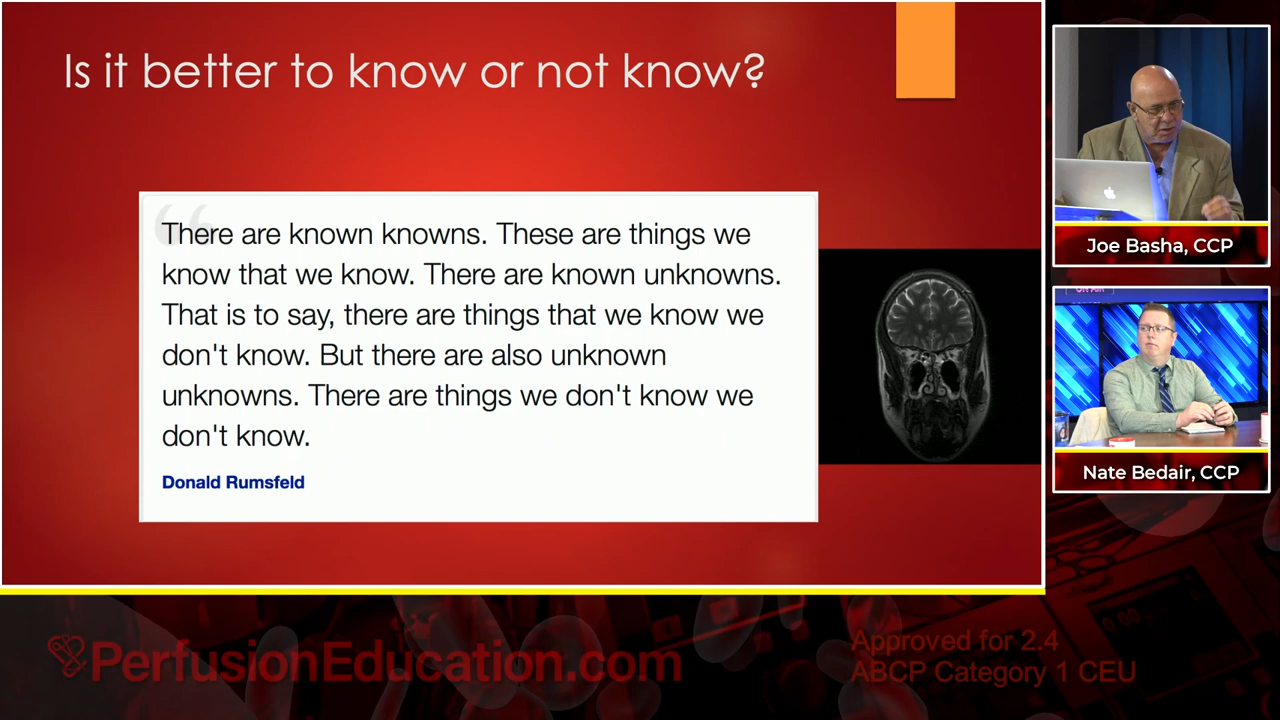 Is it better to know or not know?
There are known knowns. These are things we
know that we know. There are known unknowns.
That is to say, there are things that we know we
don't know. But there are also unknown
unknowns. There are things we don't know we
don't know.
Donald Rumsfeld
Joe Basha, CCP
ON AIR
Nate Bedair, CCP
PerfusionEducation.com
Approved for 2.4
ABCP Category 1 CEU